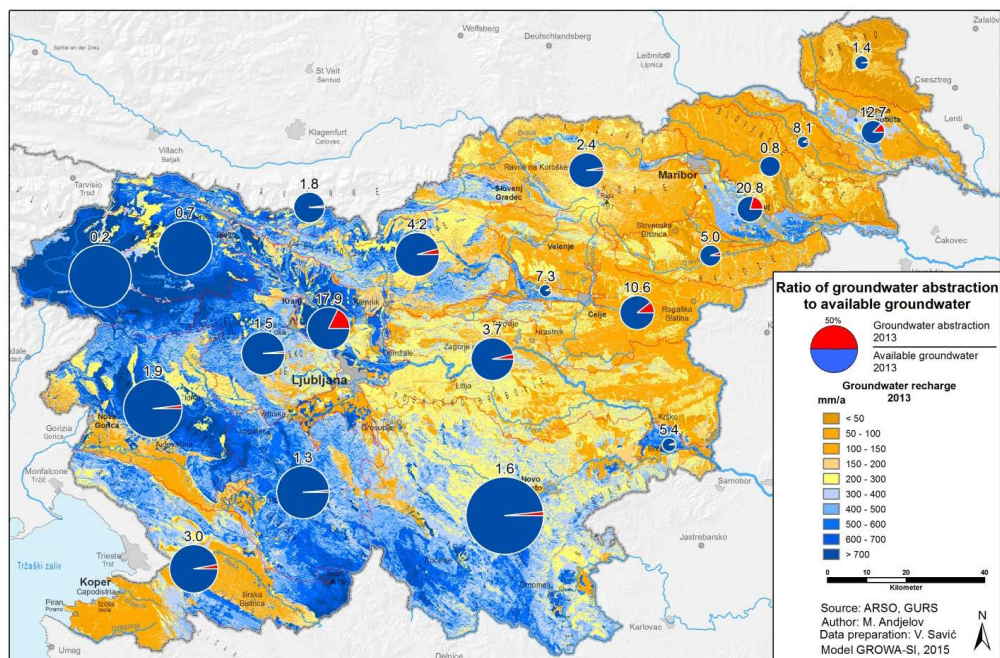 Wolfsberg
Deutschlandsberg
Zalalöv
Spittal an der Drau
St Veit
Šentvid
Leibnitz
Lipnica
1.4
Csesztreg
12.7
Lenti
Klagenfurt
Celovec
8.1
Villach
Beljak
2.4
0.8
Ravne na Koroškem
Maribor
Tarvisio
Trbiž
1.8
Slovenj
Gradec
20.8
0.7
4.2
Slovenska
Bistrica
Čakovec
0.2
Velenje
5.0
7.3
Kranj
17.9
Kamnik
10.6
Celje
Rogaška
Slatina
1.5
3.7
Hrastnik
Zagorje
Domžale
Ljubljana
Litija
1.9
Idrija
Vrhnika
Nova
Gorica
Grosuplje
Krško
5.4
Gorizia
Gorica
Ajdovščina
Logatec
Monfalcone
Tržič
1.3
1.6
Novo
Samobor
Jastrebarsko
Trieste
Trst
3.0
Tržaški zaliv
Kočevje
Koper
Capodistria
Črnomelj
Piran
Pirano
Izola
Isola
Ilirska
Bistrica
Umag
Delnice
Karlovac
Ratio of groundwater abstraction
to available groundwater
50%
Groundwater abstraction
2013
Available groundwater
2013
Groundwater recharge
2013
mm/a
< 50
50 - 100
100 - 150
150 - 200
200 - 300
300 - 400
400 - 500
500 - 600
600 - 700
> 700
0 10 20 40
Kilometer
Source: ARSO, GURS
Author: M. Andjelov
Data preparation: V. Savić
Model GROWA-SI, 2015
N